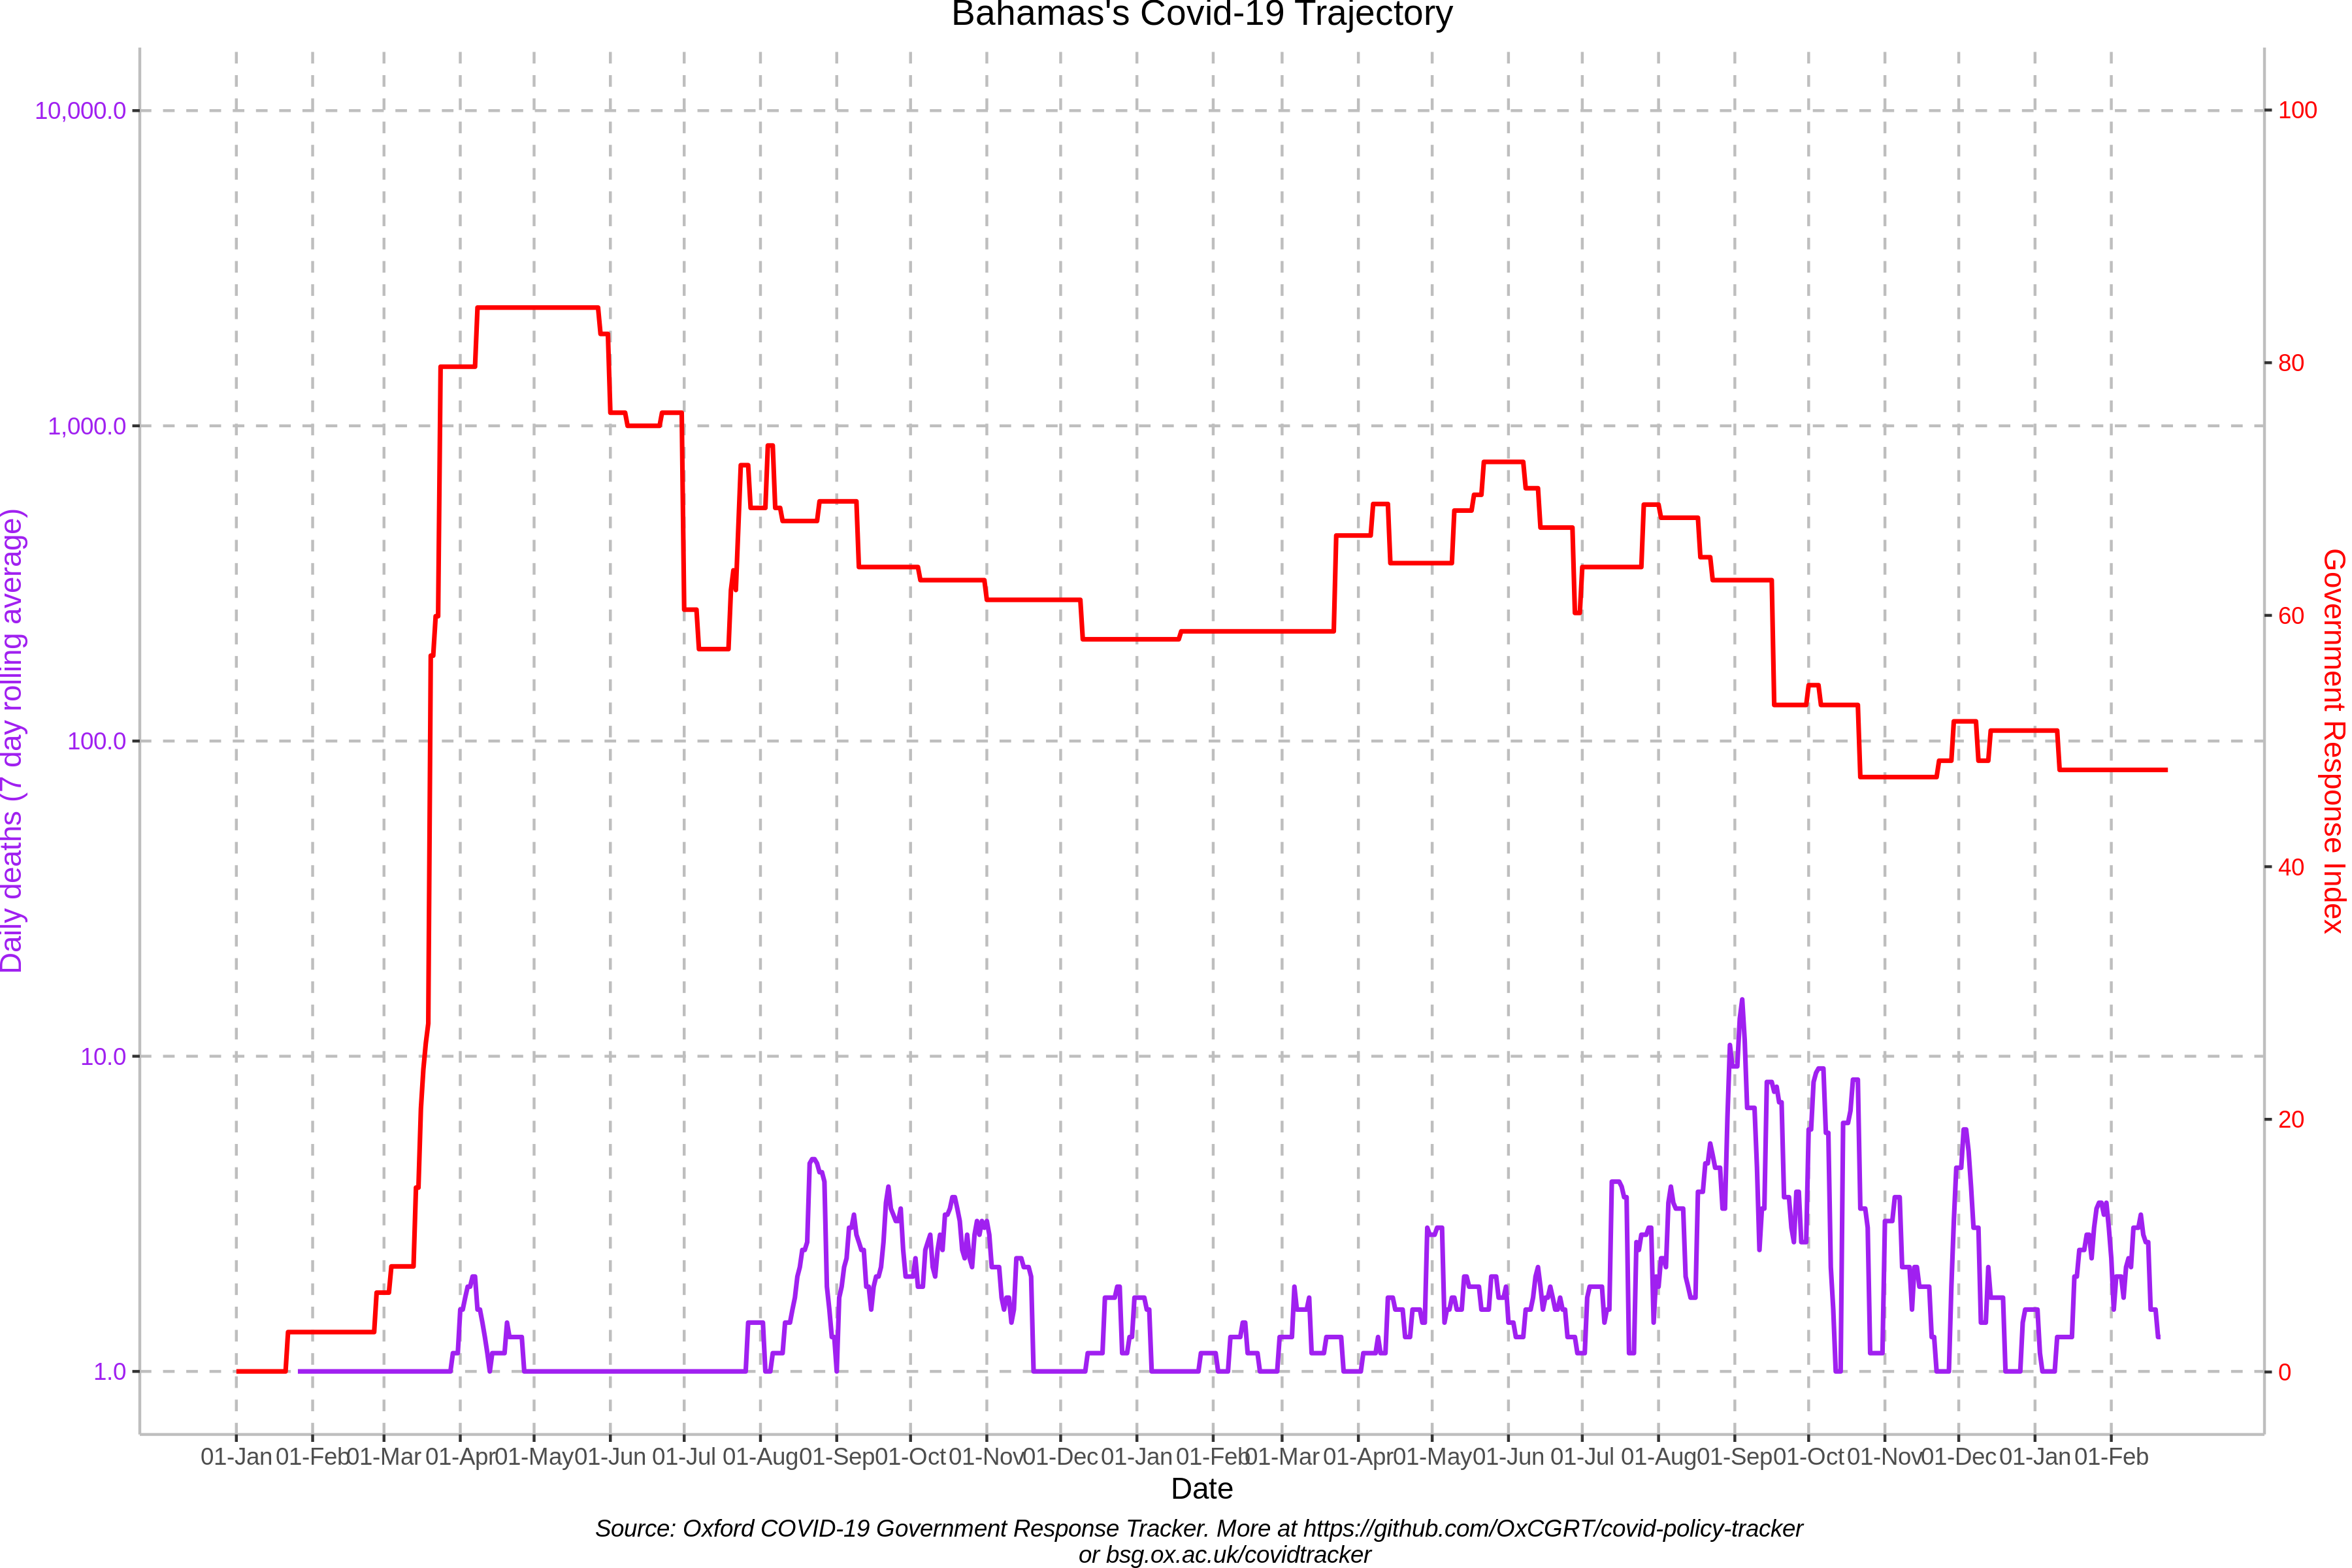 Bahamas's Covid-19 Trajectory
10,000.0
1,000.0
100.0
10.0
1.0
Daily deaths (7 day rolling average)
100
80
60
40
20
0
Government Response Index
01-Jan 01-Feb 01-Mar 01-Apr 01-May 01-Jun 01-Jul 01-Aug 01-Sep 01-Oct 01-Nov 01-Dec 01-Jan 01-Feb 01-Mar 01-Apr 01-May 01-Jun 01-Jul 01-Aug 01-Sep 01-Oct 01-Nov 01-Dec 01-Jan 01-Feb
Date
Source: Oxford COVID-19 Government Response Tracker. More at https://github.com/OxCGRT/covid-policy-tracker
or bsg.ox.ac.uk/covidtracker